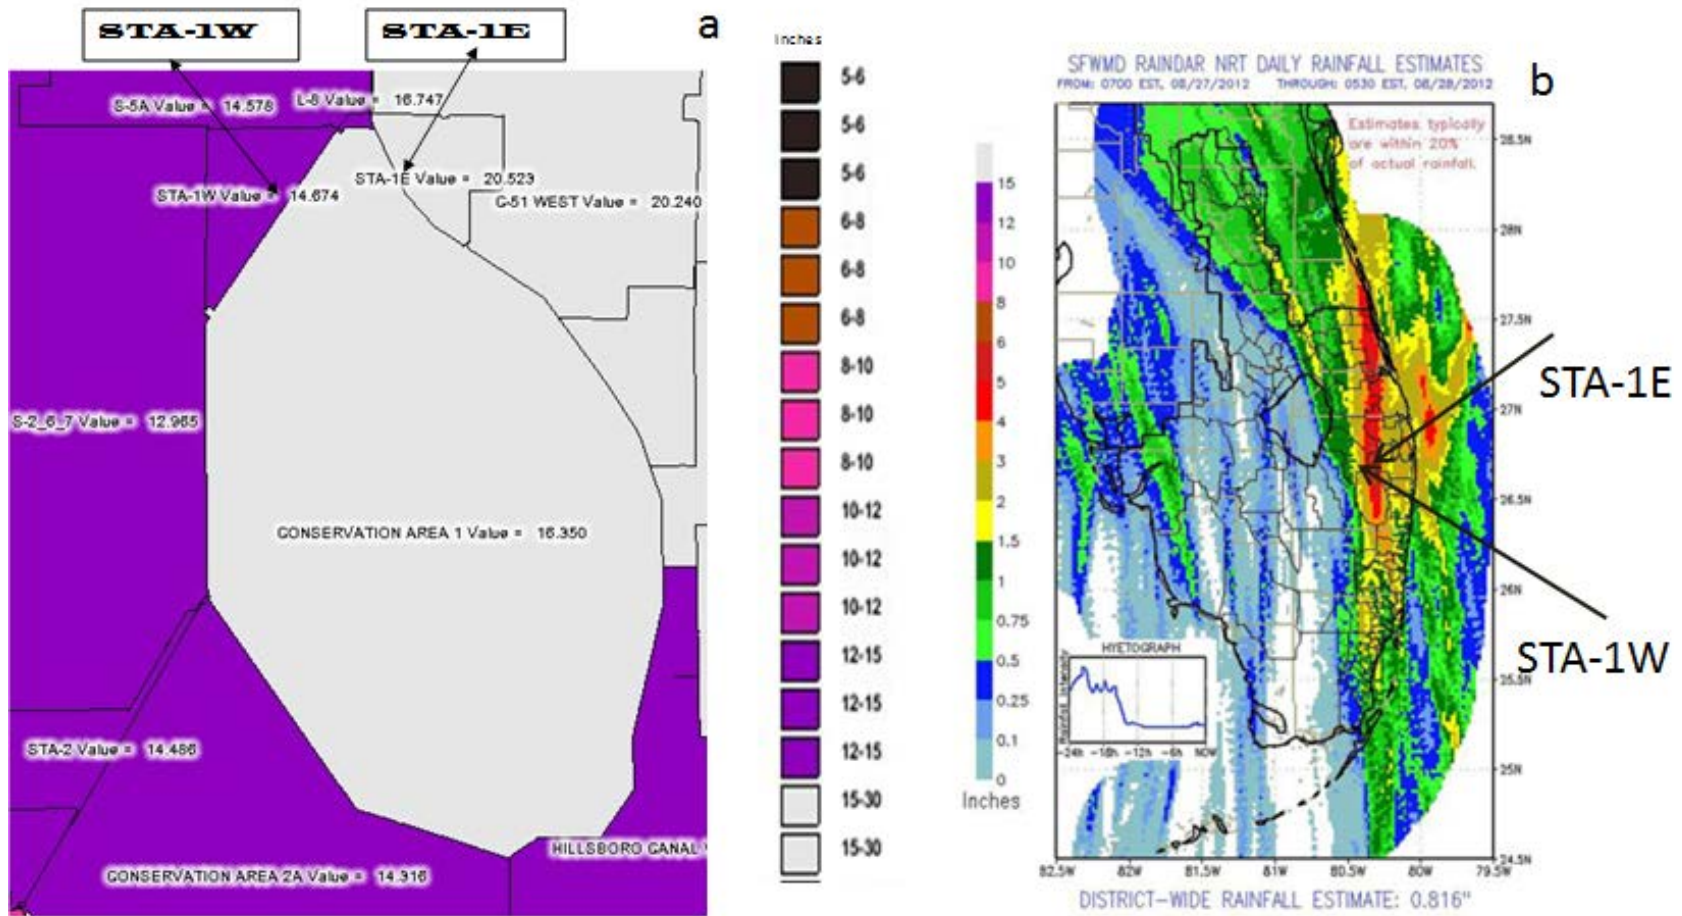 STA-1W
STA-1E
a
S-5A Value = 14.578
L-8 Value = 16.747
STA-1W Value = 14.674
STA-1E Value = 20.523
C-51 WEST Value = 20.240
S-2_6_7 Value = 12.965
CONSERVATION AREA 1 Value = 16.350
STA-2 Value = 14.486
HILLSBORO CANAL
CONSERVATION AREA 2A Value = 14.316
Inches
5-6
5-6
5-6
6-8
6-8
6-8
8-10
8-10
8-10
10-12
10-12
10-12
12-15
12-15
12-15
15-30
15-30
15
12
10
8
6
5
4
3
2
1.5
1
0.75
0.5
0.25
0.1
0
Inches
SFWMD RAINDAR NRT DAILY RAINFALL ESTIMATES
FROM: 0700 EST, 08/27/2012 THROUGH: 0530 EST, 08/28/2012
b
Estimates typically
are within 20%
of actual rainfall.
28.5N
28N
27.5N
27N
26.5N
26N
25.5N
25N
24.5N
STA-1E
STA-1W
HYETOGRAPH
Rainfall Intensity
-24h -18h -12h -6h NOW
82.5W 82W 81.5W 81W 80.5W 80W 79.5W
DISTRICT-WIDE RAINFALL ESTIMATE: 0.816"